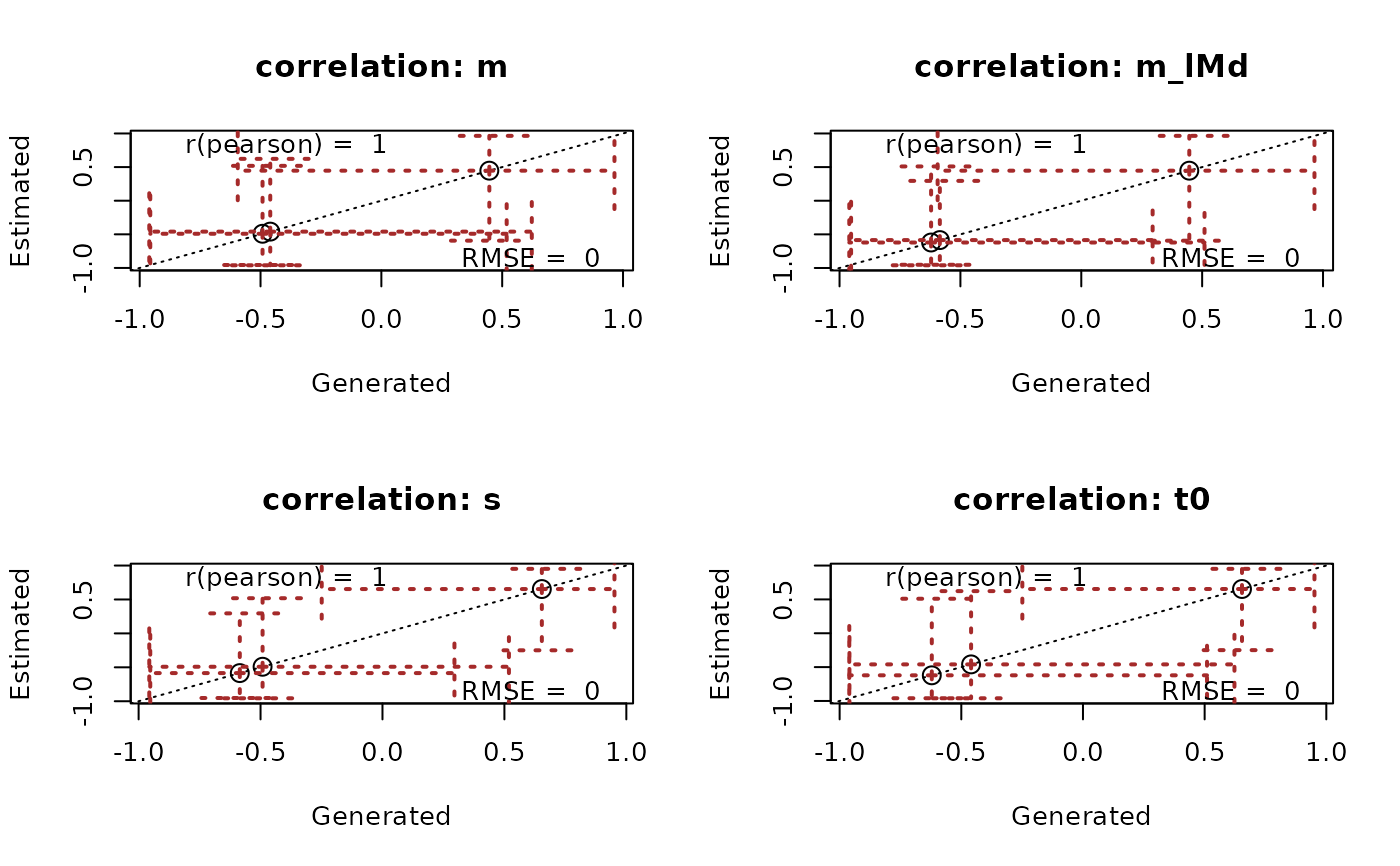 correlation: m
Estimated
-1.0 0.5
r(pearson) = 1
RMSE = 0
-1.0 -0.5 0.0 0.5 1.0
Generated
correlation: m_lMd
Estimated
-1.0 0.5
r(pearson) = 1
RMSE = 0
-1.0 -0.5 0.0 0.5 1.0
Generated
correlation: s
Estimated
-1.0 0.5
r(pearson) = 1
RMSE = 0
-1.0 -0.5 0.0 0.5 1.0
Generated
correlation: t0
Estimated
-1.0 0.5
r(pearson) = 1
RMSE = 0
-1.0 -0.5 0.0 0.5 1.0
Generated